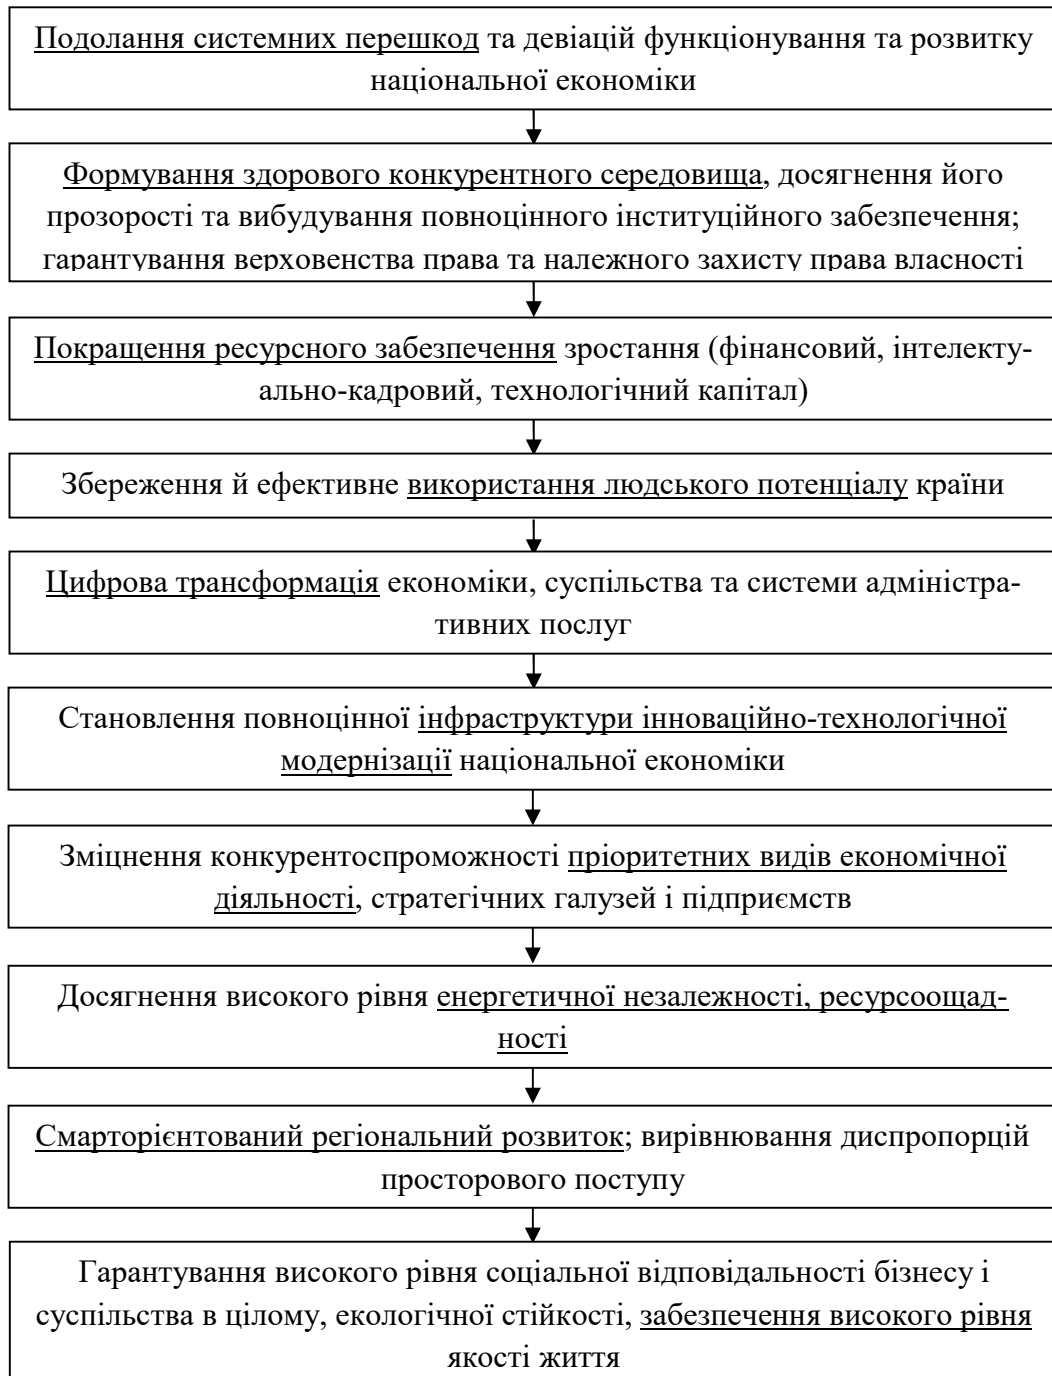 Подолання системних перешкод та девіацій функціонування та розвитку
національної економіки
Формування здорового конкурентного середовища, досягнення його
прозорості та вибудування повноцінного інституційного забезпечення;
гарантування верховенства права та належного захисту права власності
Покращення ресурсного забезпечення зростання (фінансовий, інтелекту-
ально-кадровий, технологічний капітал)
Збереження й ефективне використання людського потенціалу країни
Цифрова трансформація економіки, суспільства та системи адміністра-
тивних послуг
Становлення повноцінної інфраструктури інноваційно-технологічної
модернізації національної економіки
Зміцнення конкурентоспроможності пріоритетних видів економічної
діяльності, стратегічних галузей і підприємств
Досягнення високого рівня енергетичної незалежності, ресурсоощад-
ності
Смарторієнтований регіональний розвиток; вирівнювання диспропорцій
просторового поступу
Гарантування високого рівня соціальної відповідальності бізнесу і
суспільства в цілому, екологічної стійкості, забезпечення високого рівня
якості життя